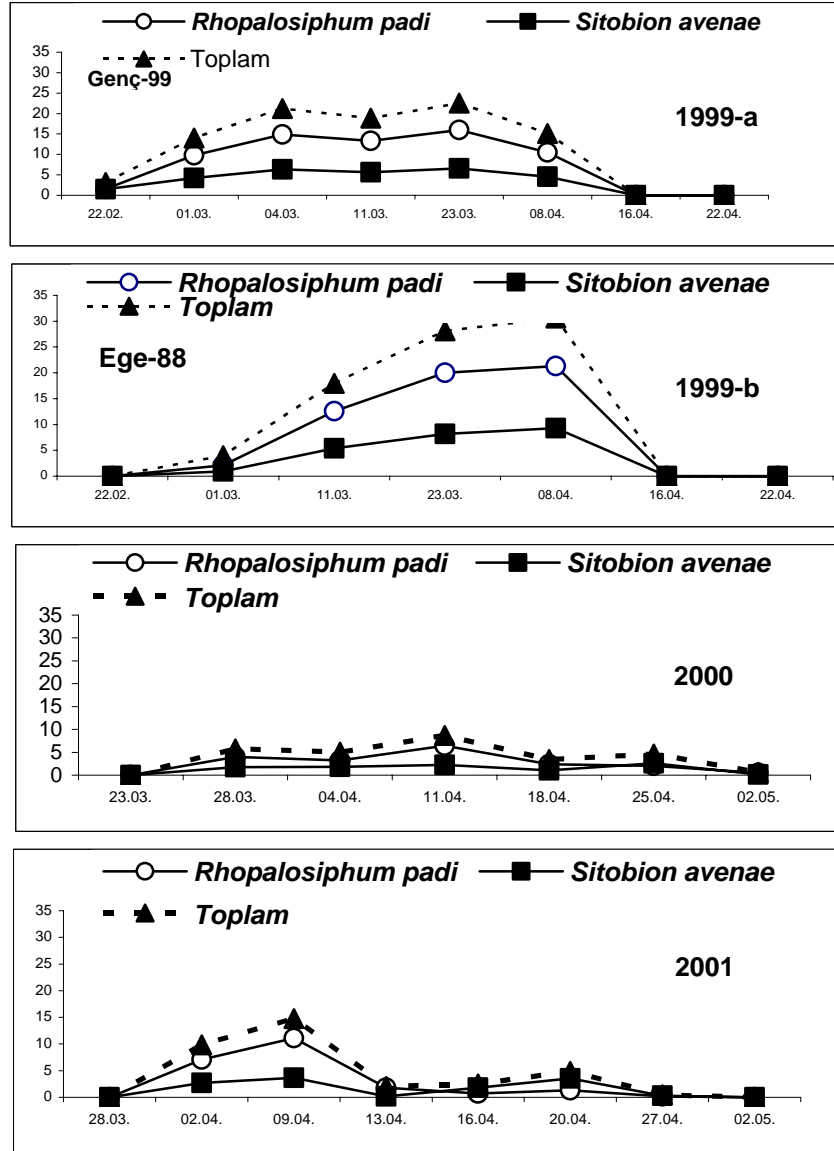 Rhopalosiphum padi Sitobion avenae
Toplam
Genç-99
1999-a
35
30
25
20
15
10
5
0
22.02. 01.03. 04.03. 11.03. 23.03. 08.04. 16.04. 22.04.
Rhopalosiphum padi Sitobion avenae
Toplam
Ege-88
1999-b
35
30
25
20
15
10
5
0
22.02. 01.03. 11.03. 23.03. 08.04. 16.04. 22.04.
Rhopalosiphum padi Sitobion avenae
Toplam
2000
35
30
25
20
15
10
5
0
23.03. 28.03. 04.04. 11.04. 18.04. 25.04. 02.05.
Rhopalosiphum padi Sitobion avenae
Toplam
2001
35
30
25
20
15
10
5
0
28.03. 02.04. 09.04. 13.04. 16.04. 20.04. 27.04. 02.05.